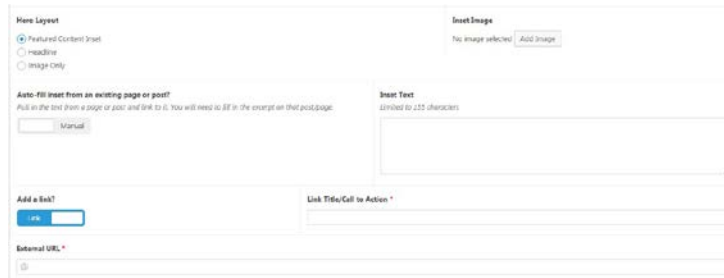 Hero Layout
Featured Content Inset
Headline
Image Only
Inset Image
No image selected Add Image
Auto-fill inset from an existing page or post?
Pull in the text from a page or post and link to it. You will need to fill in the excerpt on that post/page.
Manual
Inset Text
Limited to 155 characters
Add a link?
Link
Link Title/Call to Action *
External URL *